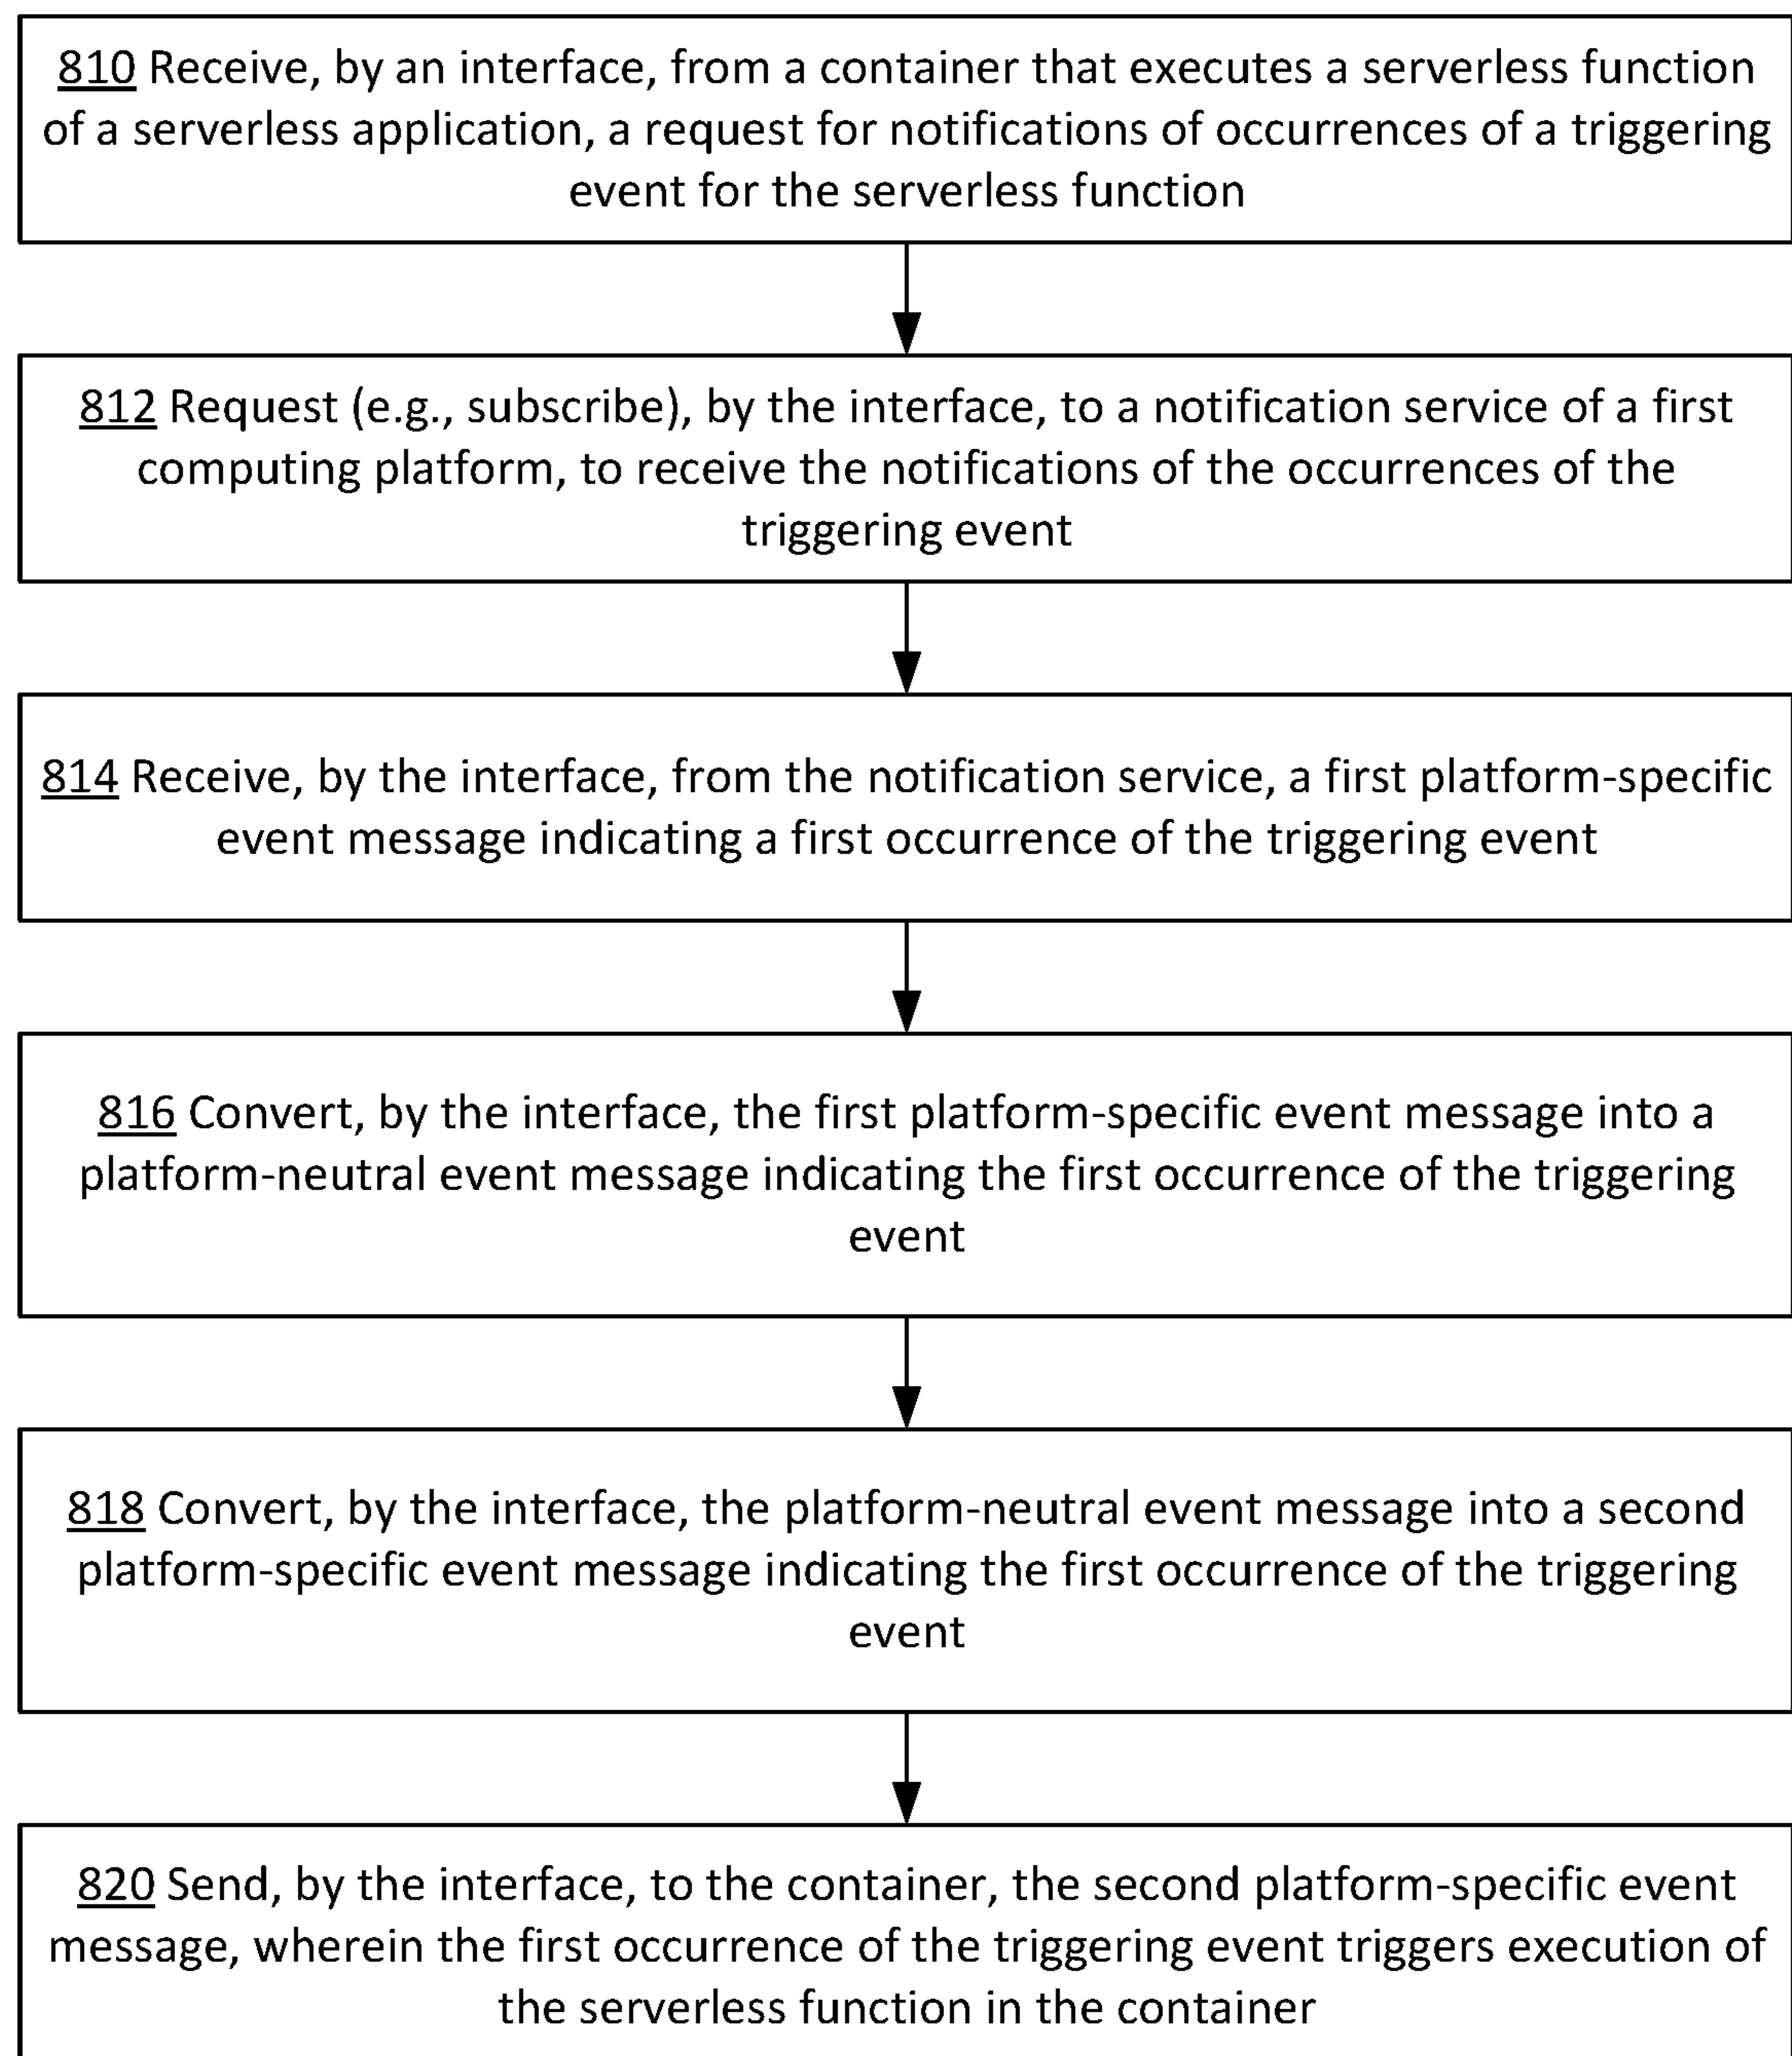 810 Receive, by an interface, from a container that executes a serverless function
of a serverless application, a request for notifications of occurrences of a triggering
event for the serverless function
812 Request (e.g., subscribe), by the interface, to a notification service of a first
computing platform, to receive the notifications of the occurrences of the
triggering event
814 Receive, by the interface, from the notification service, a first platform-specific
event message indicating a first occurrence of the triggering event
816 Convert, by the interface, the first platform-specific event message into a
platform-neutral event message indicating the first occurrence of the triggering
event
818 Convert, by the interface, the platform-neutral event message into a second
platform-specific event message indicating the first occurrence of the triggering
event
820 Send, by the interface, to the container, the second platform-specific event
message, wherein the first occurrence of the triggering event triggers execution of
the serverless function in the container